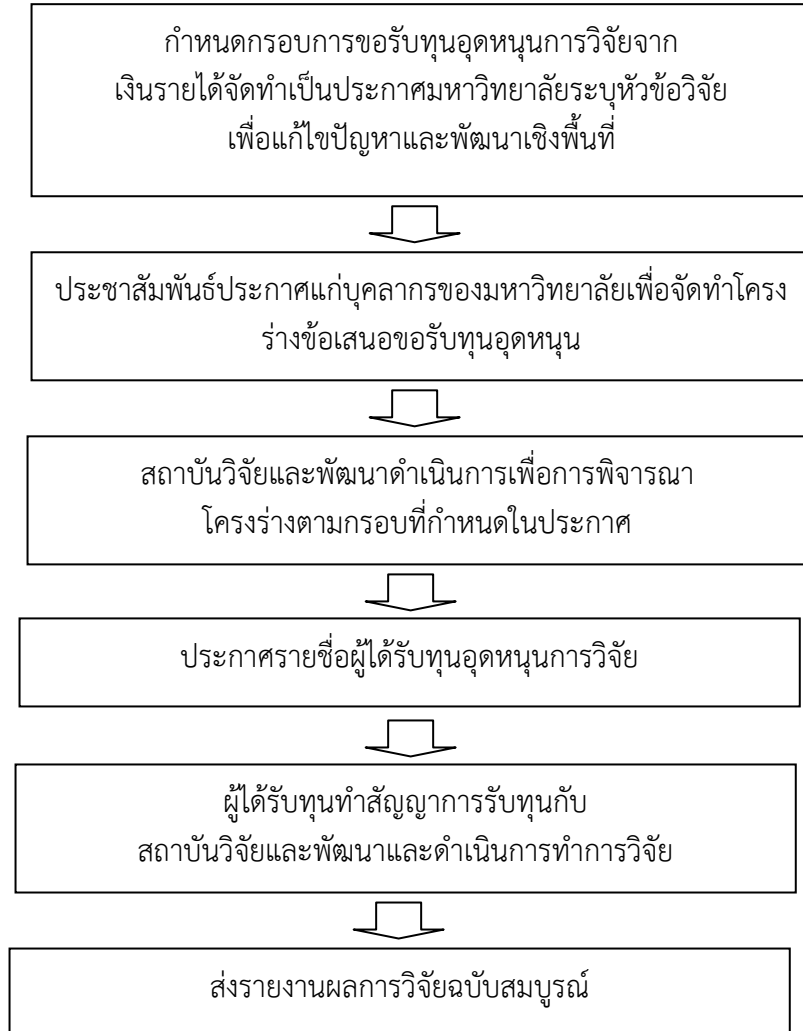 กำหนดกรอบการขอรับทุนอุดหนุนการวิจัยจาก
เงินรายได้จัดทำเป็นประกาศมหาวิทยาลัยระบุหัวข้อวิจัย
เพื่อแก้ไขปัญหาและพัฒนาเชิงพื้นที่
ประชาสัมพันธ์ประกาศแก่บุคลากรของมหาวิทยาลัยเพื่อจัดทำโครง
ร่างข้อเสนอขอรับทุนอุดหนุน
สถาบันวิจัยและพัฒนาดำเนินการเพื่อการพิจารณา
โครงร่างตามกรอบที่กำหนดในประกาศ
ประกาศรายชื่อผู้ได้รับทุนอุดหนุนการวิจัย
ผู้ได้รับทุนทำสัญญาการรับทุนกับ
สถาบันวิจัยและพัฒนาและดำเนินการทำการวิจัย
ส่งรายงานผลการวิจัยฉบับสมบูรณ์